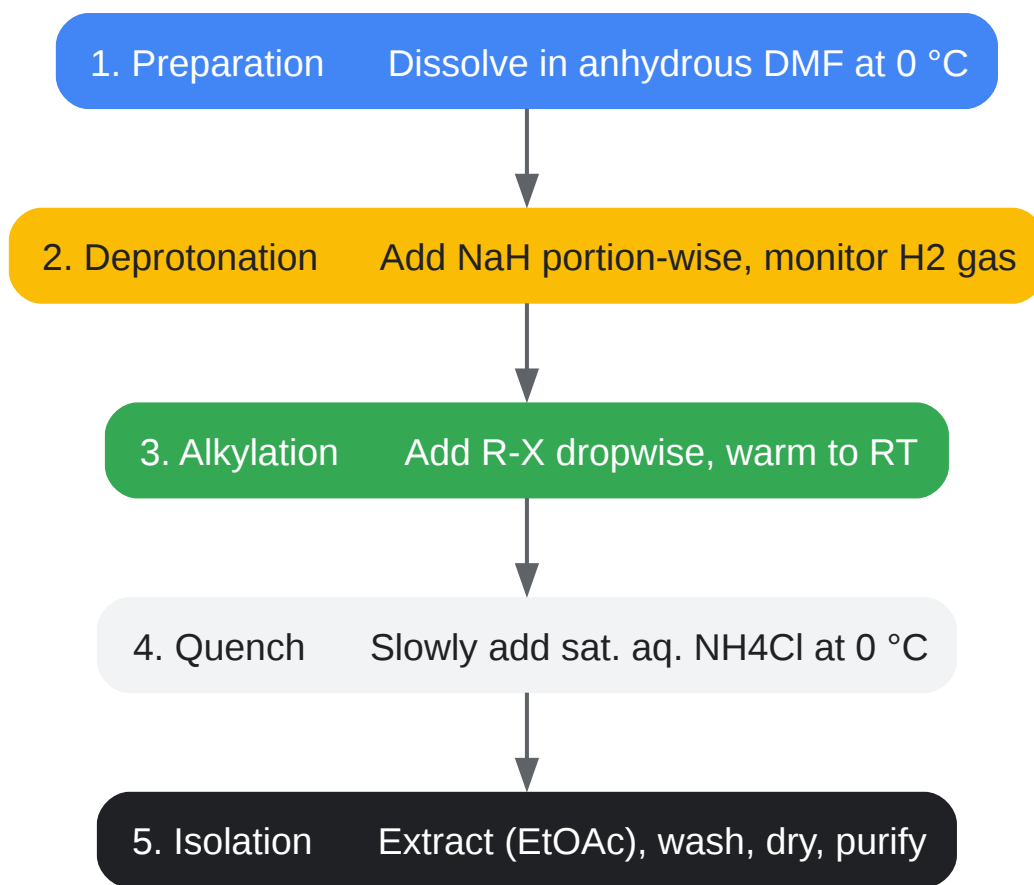 1. Preparation Dissolve in anhydrous DMF at 0 °C
2. Deprotonation Add NaH portion-wise, monitor H2 gas
3. Alkylation Add R-X dropwise, warm to RT
4. Quench Slowly add sat. aq. NH4Cl at 0 °C
5. Isolation Extract (EtOAc), wash, dry, purify